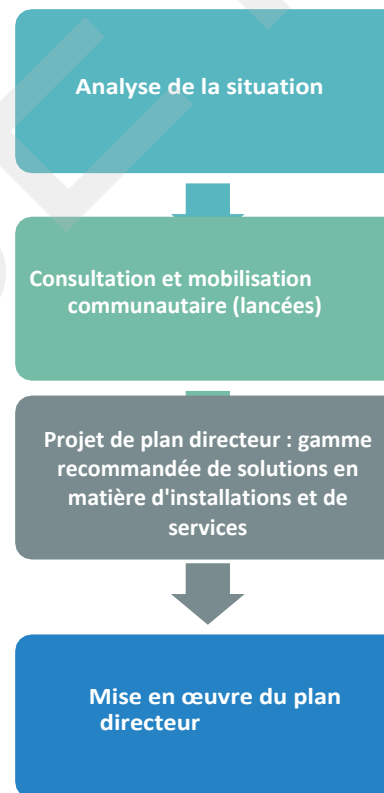 Analyse de la situation
Consultation et mobilisation
communautaire (lancées)
Projet de plan directeur : gamme
recommandée de solutions en
matière d'installations et de
services
Mise en œuvre du plan
directeur